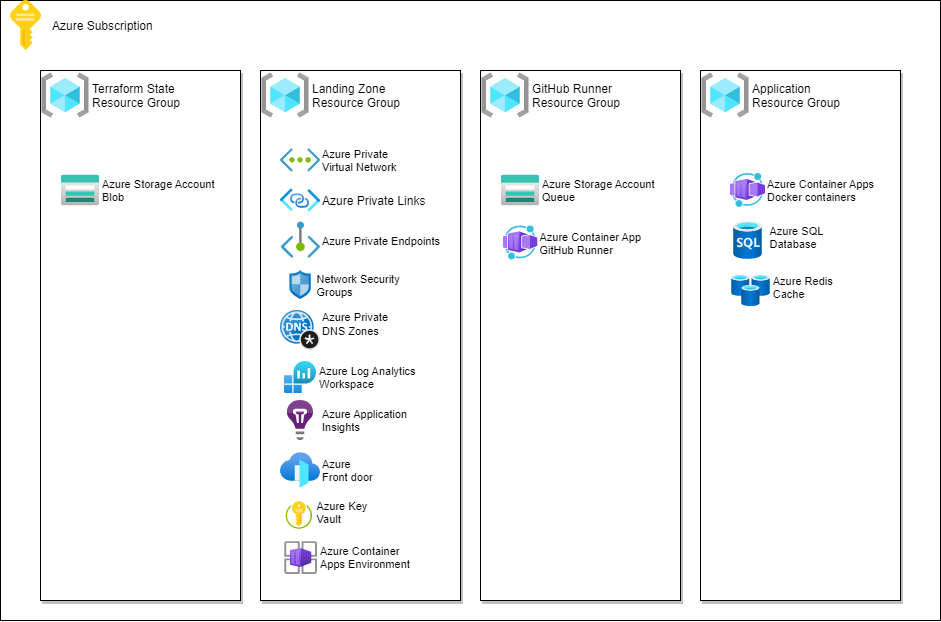 Azure Subscription
Terraform State
Resource Group
Azure Storage Account
Blob
Landing Zone
Resource Group
Azure Private
Virtual Network
Azure Private Links
Azure Private Endpoints
Network Security
Groups
DNS
Azure Private
DNS Zones
Azure Log Analytics
Workspace
Azure Application
Insights
Azure
Front door
Azure Key
Vault
Azure Container
Apps Environment
GitHub Runner
Resource Group
Azure Storage Account
Queue
Azure Container App
GitHub Runner
Application
Resource Group
Azure Container Apps
Docker containers
SQL
Azure SQL
Database
Azure Redis
Cache